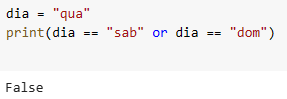 dia = "qua"
print(dia == "sab" or dia == "dom")
False